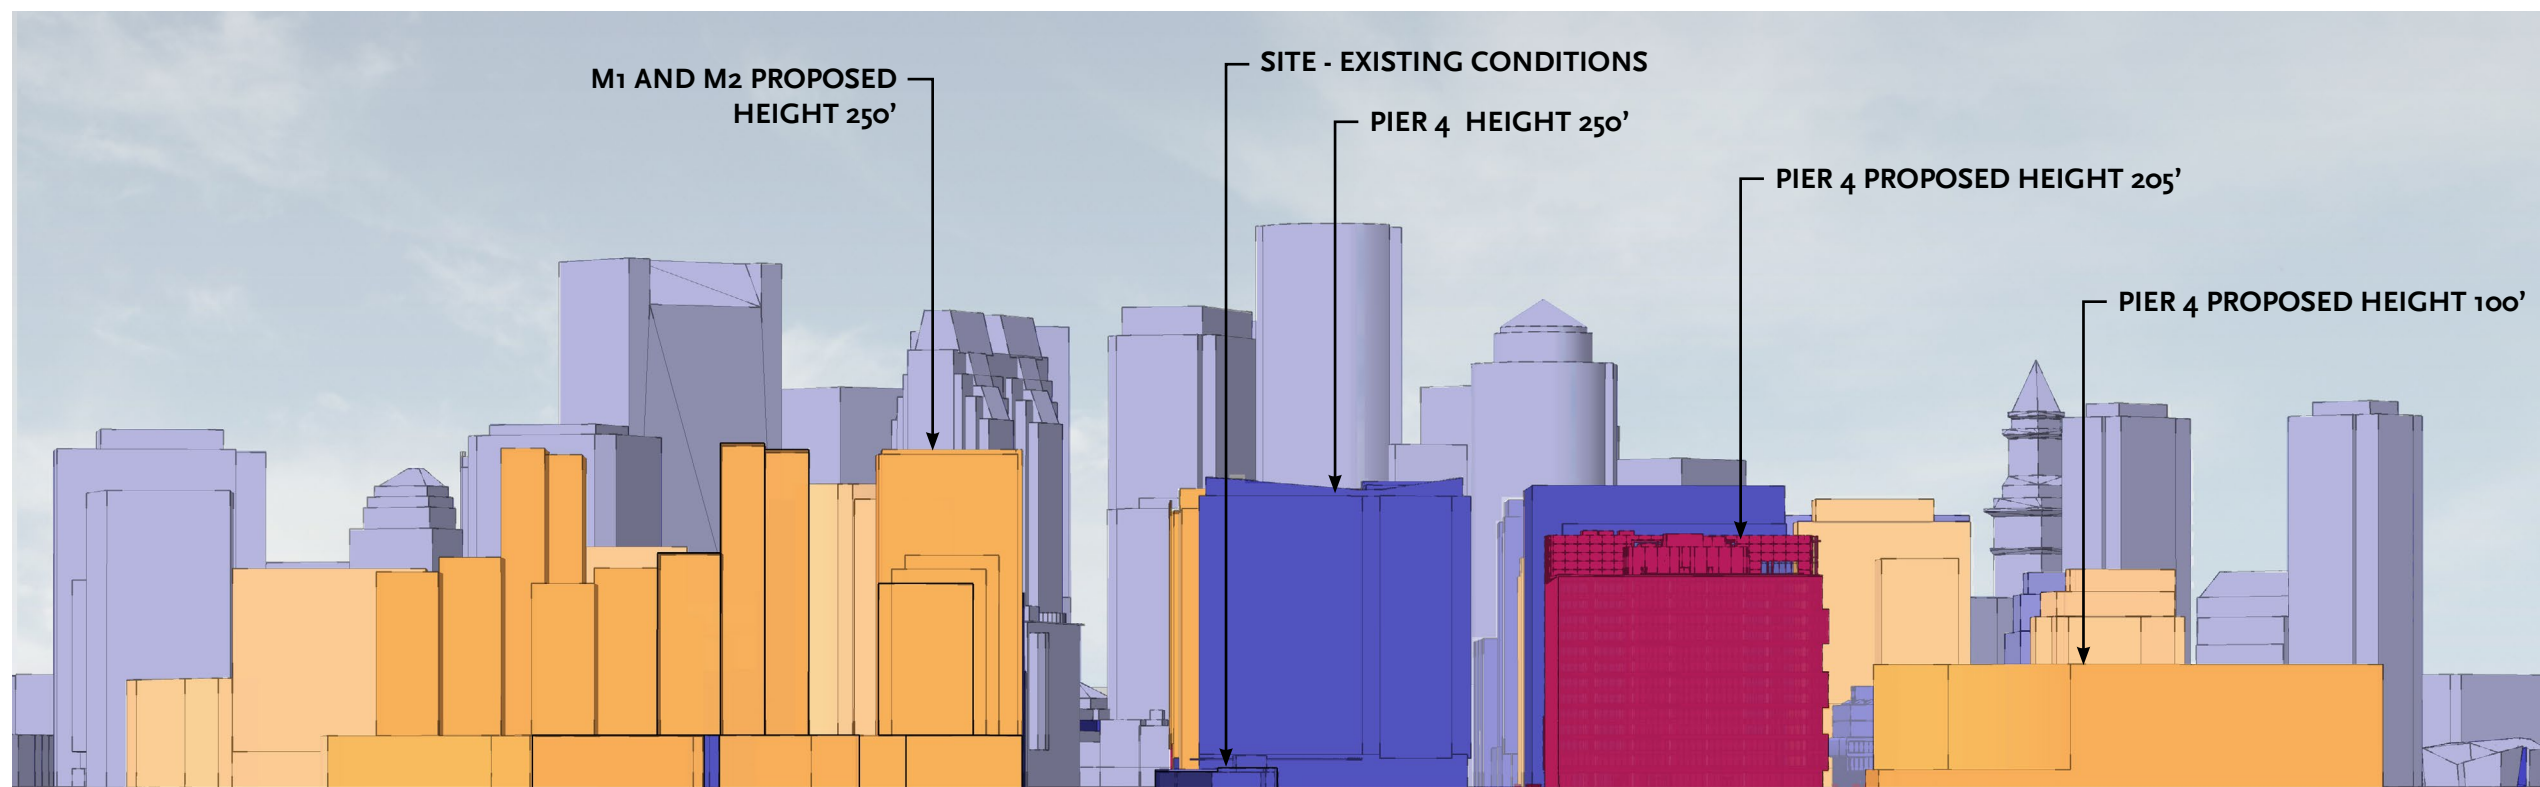 M1 AND M2 PROPOSED
HEIGHT 250’
SITE - EXISTING CONDITIONS
PIER 4  HEIGHT 250’
PIER 4 PROPOSED HEIGHT 205’
PIER 4 PROPOSED HEIGHT 100’